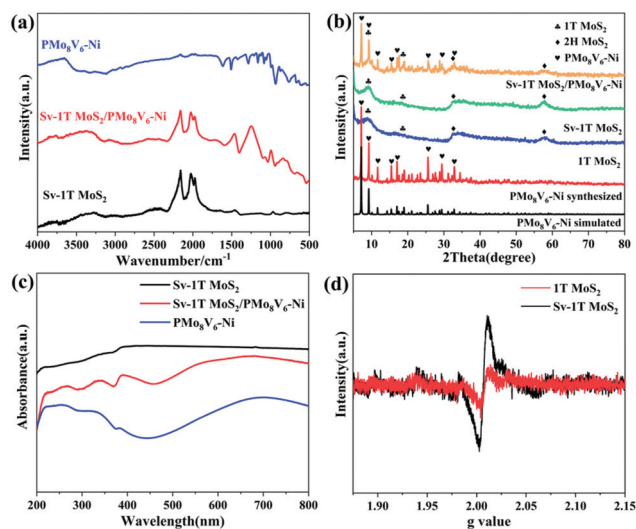 (a)
PMo₈V₆-Ni
Sv-1T MoS₂/PMo₈V₆-Ni
Sv-1T MoS₂
Intensity(a.u.)
4000 3500 3000 2500 2000 1500 1000 500
Wavenumber/cm⁻¹
(b)
♣ 1T MoS₂
♦ 2H MoS₂
♥ PMo₈V₆-Ni
Sv-1T MoS₂/PMo₈V₆-Ni
Sv-1T MoS₂
1T MoS₂
PMo₈V₆-Ni synthesized
PMo₈V₆-Ni simulated
Intensity(a.u.)
10 20 30 40 50 60 70 80
2Theta(degree)
(c)
Sv-1T MoS₂
Sv-1T MoS₂/PMo₈V₆-Ni
PMo₈V₆-Ni
Absorbance(a.u.)
200 300 400 500 600 700 800
Wavelength(nm)
(d)
1T MoS₂
Sv-1T MoS₂
Intensity(a.u.)
1.90 1.95 2.00 2.05 1.10 2.15
g value